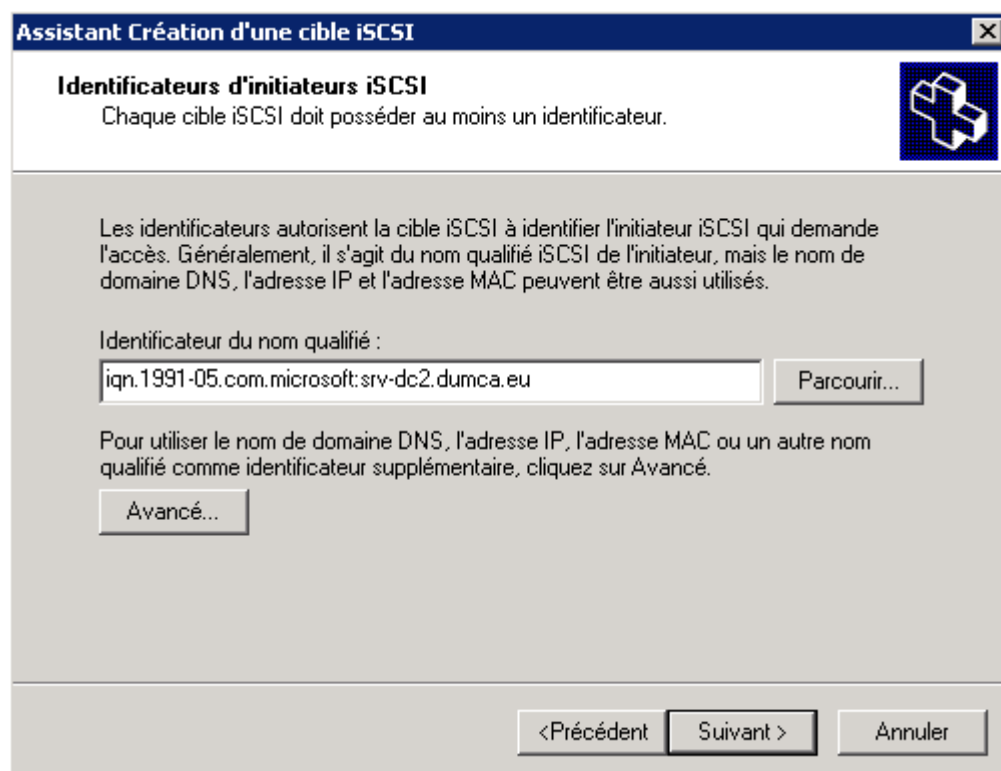 Assistant Création d'une cible iSCSI
Identificateurs d'initiateurs iSCSI
Chaque cible iSCSI doit posséder au moins un identificateur.
Les identificateurs autorisent la cible iSCSI à identifier l'initiateur iSCSI qui demande
l'accès. Généralement, il s'agit du nom qualifié iSCSI de l'initiateur, mais le nom de
domaine DNS, l'adresse IP et l'adresse MAC peuvent être aussi utilisés.
Identificateur du nom qualifié :
iqn.1991-05.com.microsoft:srv-dc2.dumca.eu
Parcourir...
Pour utiliser le nom de domaine DNS, l'adresse IP, l'adresse MAC ou un autre nom
qualifié comme identificateur supplémentaire, cliquez sur Avancé.
Avancé...
<Précédent Suivant > Annuler